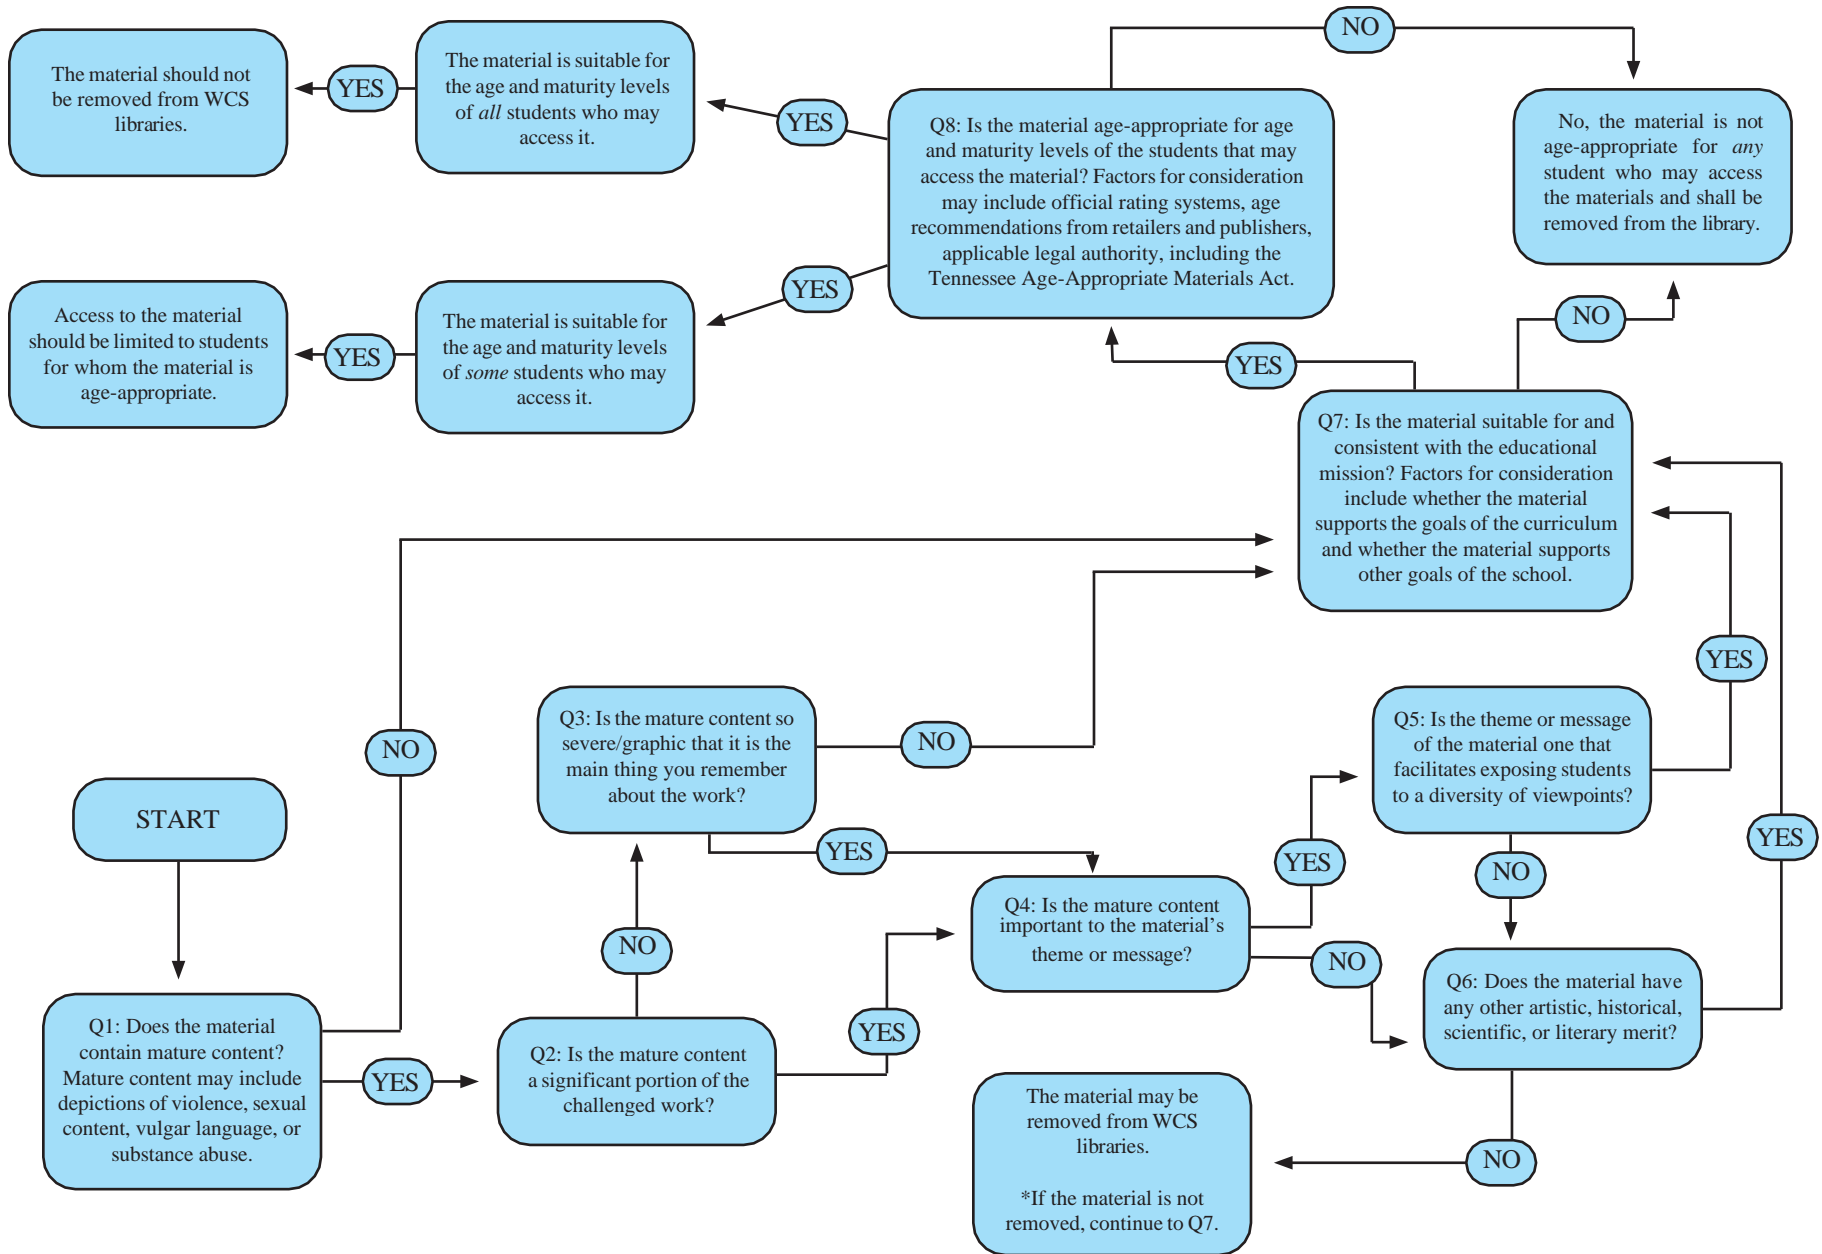 NO
The material should not
be removed from WCS
libraries.
YES
The material is suitable for
the age and maturity levels
of all students who may
access it.
YES
Q8: Is the material age-appropriate for age
and maturity levels of the students that may
access the material? Factors for consideration
may include official rating systems, age
recommendations from retailers and publishers,
applicable legal authority, including the
Tennessee Age-Appropriate Materials Act.
No, the material is not
age-appropriate for any
student who may access
the materials and shall be
removed from the library.
Access to the material
should be limited to students
for whom the material is
age-appropriate.
YES
The material is suitable for
the age and maturity levels
of some students who may
access it.
YES
NO
YES
Q7: Is the material suitable for and
consistent with the educational
mission? Factors for consideration
include whether the material
supports the goals of the curriculum
and whether the material supports
other goals of the school.
YES
NO
Q3: Is the mature content so
severe/graphic that it is the
main thing you remember
about the work?
NO
Q5: Is the theme or message
of the material one that
facilitates exposing students
to a diversity of viewpoints?
START
YES
YES
NO
YES
NO
Q4: Is the mature content
important to the material’s
theme or message?
NO
Q6: Does the material have
any other artistic, historical,
scientific, or literary merit?
Q1: Does the material
contain mature content?
Mature content may include
depictions of violence, sexual
content, vulgar language, or
substance abuse.
YES
Q2: Is the mature content
a significant portion of the
challenged work?
YES
The material may be
removed from WCS
libraries.
*If the material is not
removed, continue to Q7.
NO